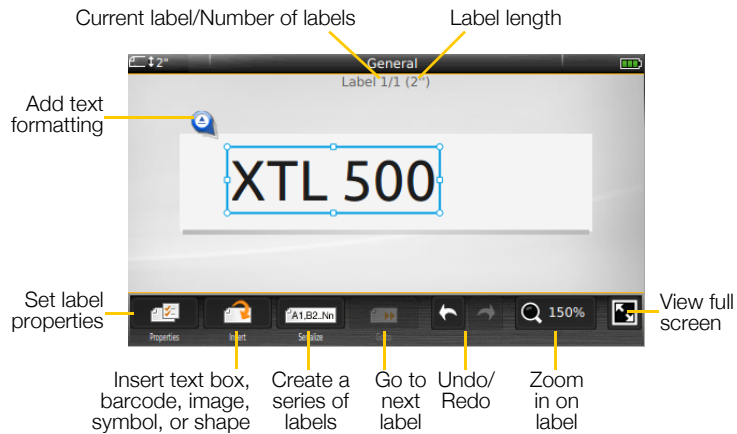 Current label/Number of labels
Label length
2"
General
Label 1/1 (2")
Add text
formatting
XTL 500
Set label
properties
A1,B2..Nn
150%
View full
screen
Properties
Insert
Serialize
Goto
Insert text box,
barcode, image,
symbol, or shape
Create a
series of
labels
Go to
next
label
Undo/
Redo
Zoom
in on
label